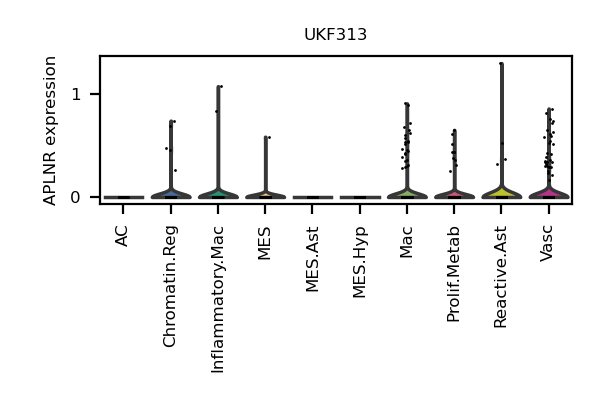 UKF313
APLNR expression
1
0
AC
Chromatin.Reg
Inflammatory.Mac
MES
MES.Ast
MES.Hyp
Mac
Prolif.Metab
Reactive.Ast
Vasc